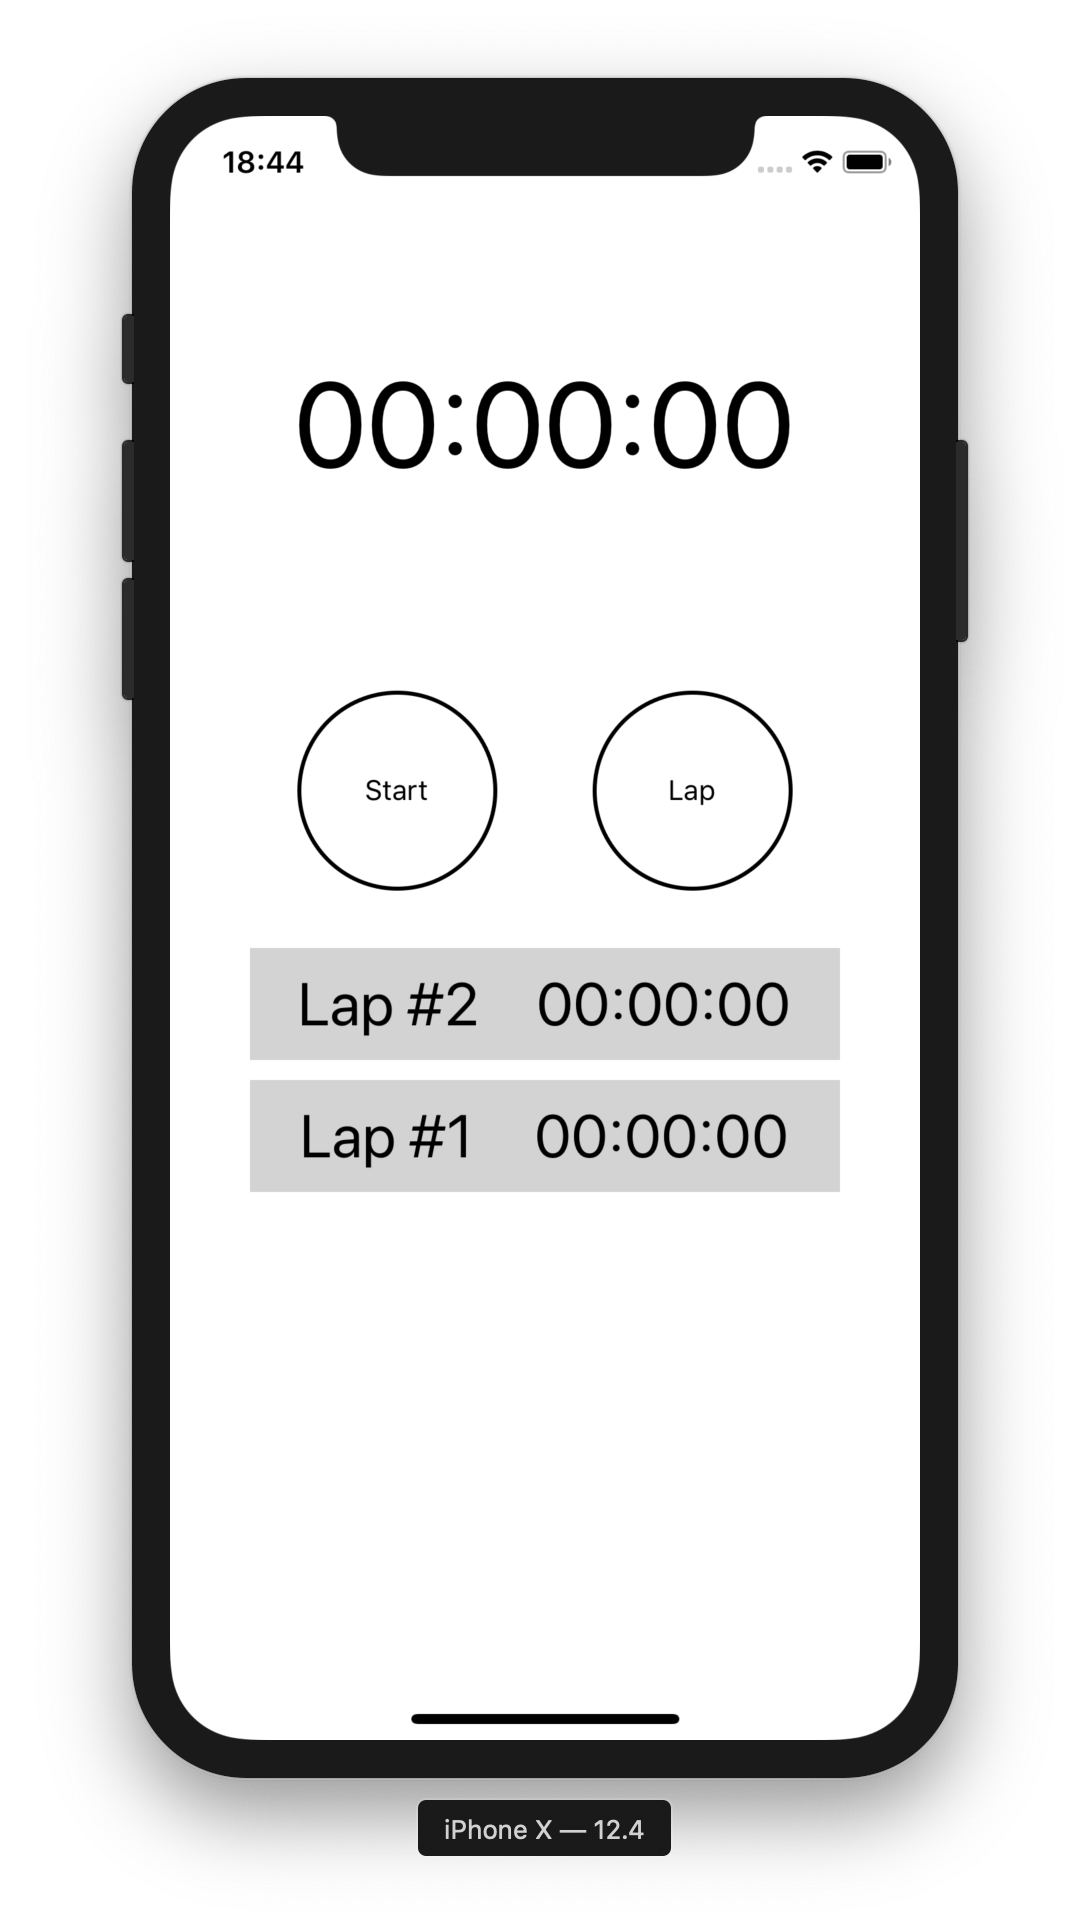 18:44
00:00:00
Start Lap
Lap #2 00:00:00
Lap #1 00:00:00
iPhone X — 12.4